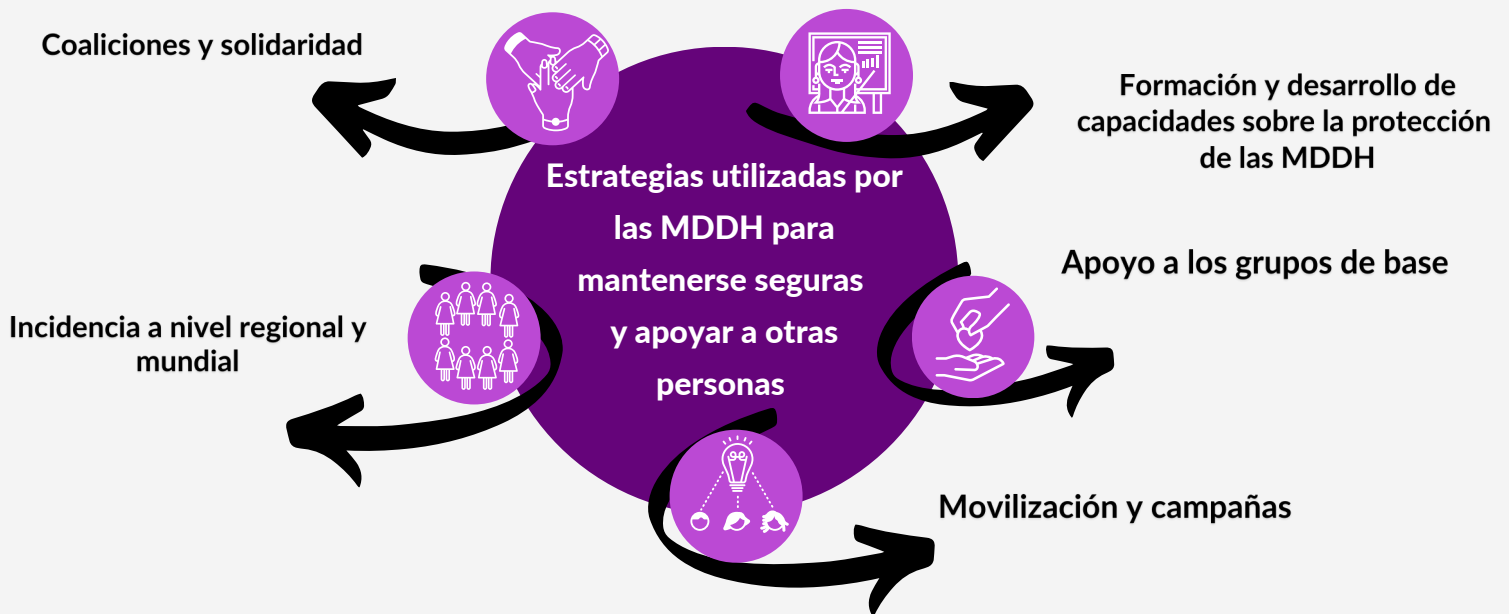 Coaliciones y solidaridad
Formación y desarrollo de
capacidades sobre la protección
de las MDDH
Estrategias utilizadas por
las MDDH para
mantenerse seguras
y apoyar a otras
personas
Apoyo a los grupos de base
Incidencia a nivel regional y
mundial
Movilización y campañas